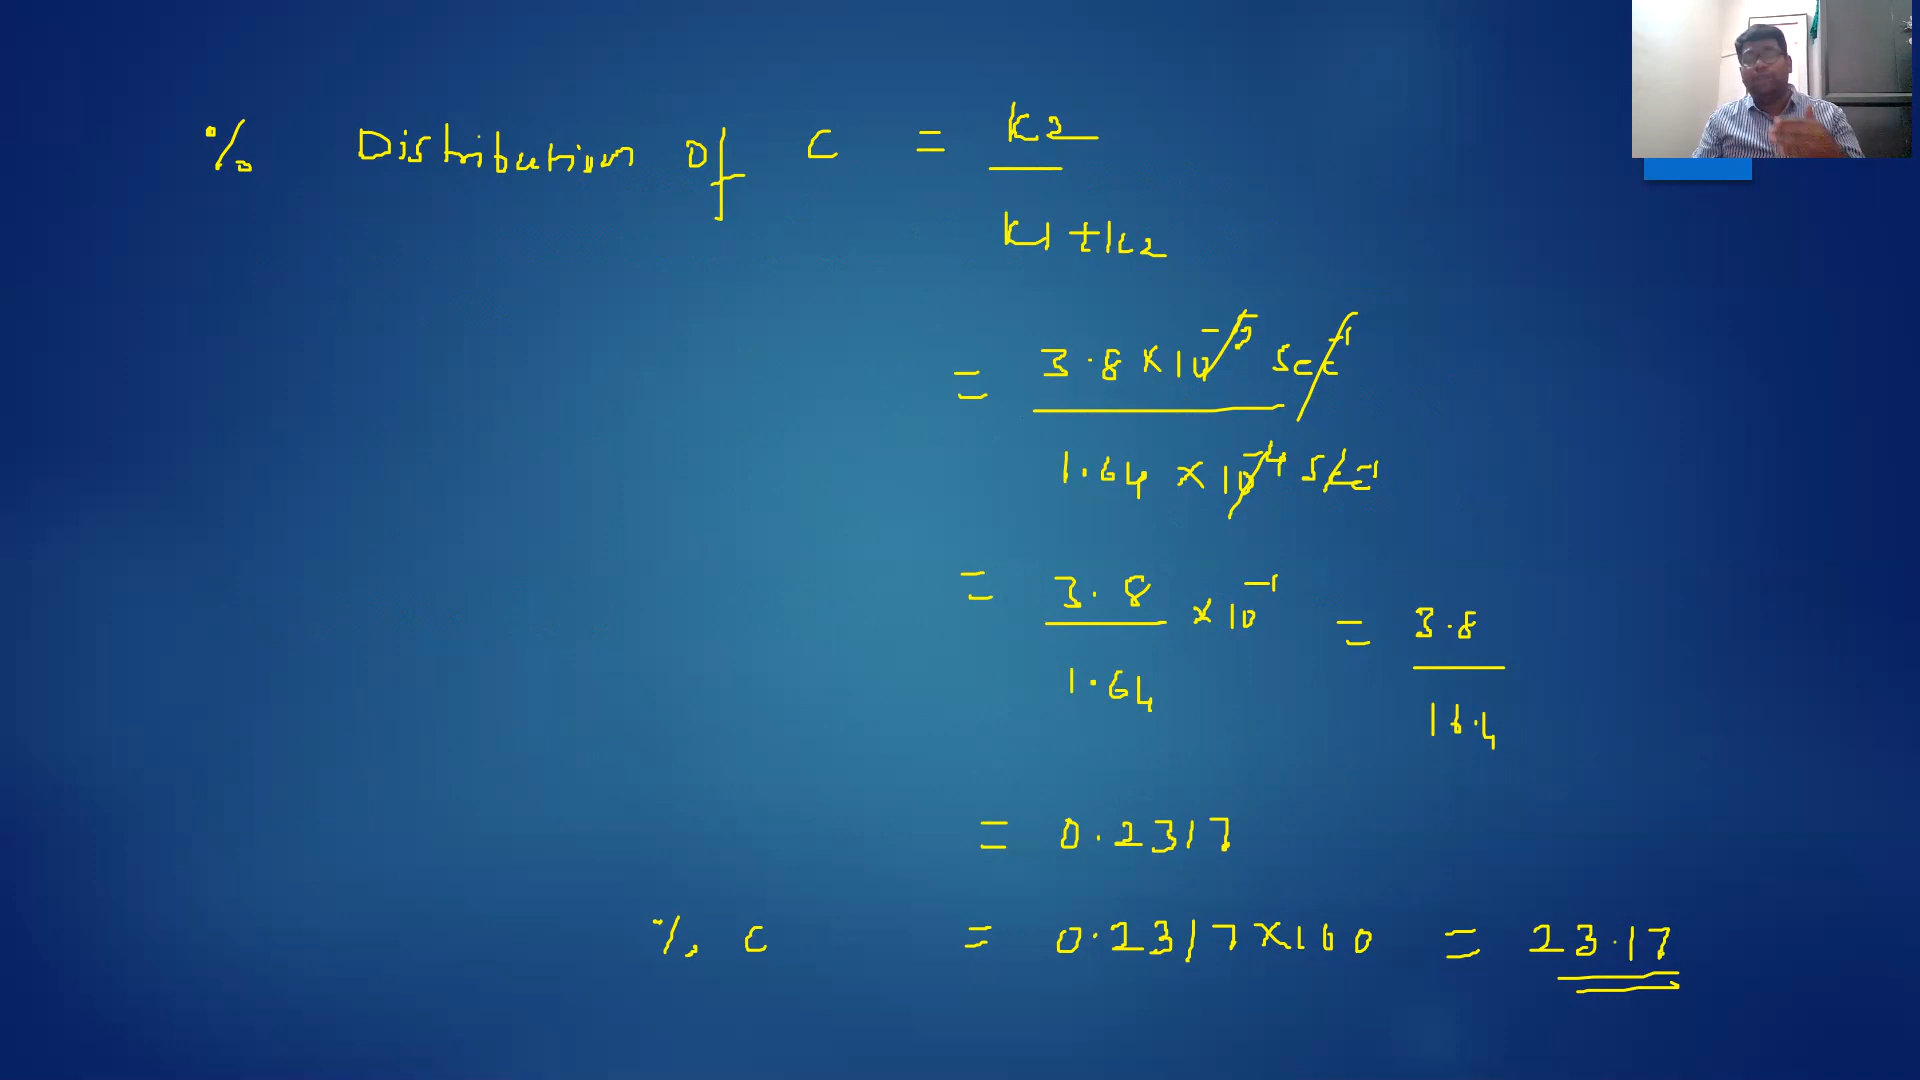 % Distribution of C = k2
k1 + k2
= 3.8 × 10⁻⁵ sec⁻¹
1.64 × 10⁻⁴ sec⁻¹
= 3.8 × 10⁻¹ = 3.8
1.64 16.4
= 0.2317
% C = 0.2317 × 100 = 23.17